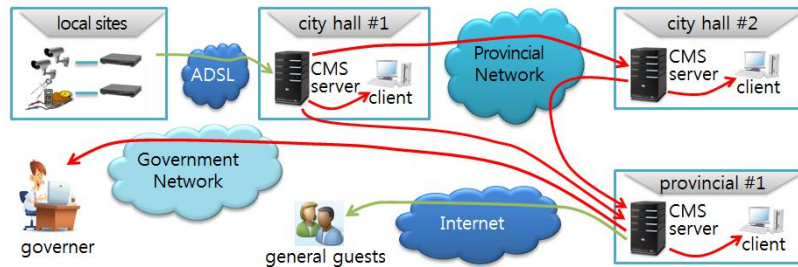 local sites
city hall #1
city hall #2
ADSL
CMS
server
client
Provincial
Network
CMS
server
client
Government
Network
governer
general guests
Internet
provincial #1
CMS
server
client